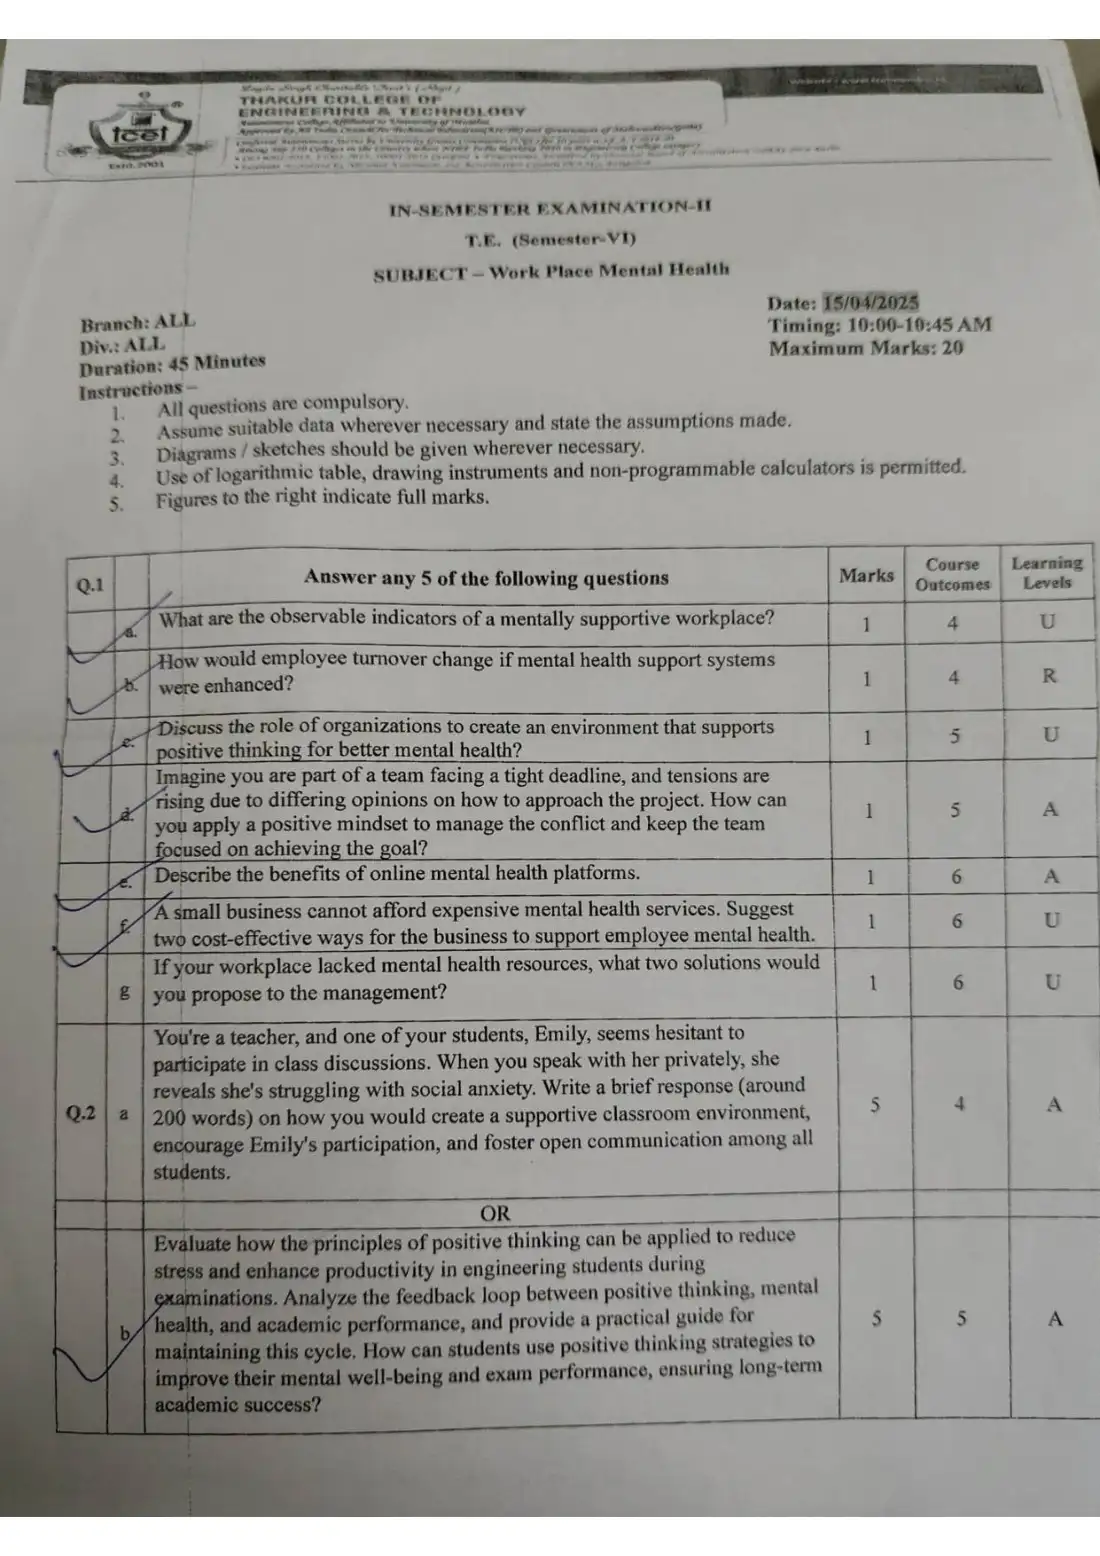 tcet
Estd. 2001
THAKUR COLLEGE OF
ENGINEERING & TECHNOLOGY
IN-SEMESTER EXAMINATION-II
T.E. (Semester-VI)
SUBJECT – Work Place Mental Health
Branch: ALL
Div.: ALL
Duration: 45 Minutes
Date: 15/04/2025
Timing: 10:00-10:45 AM
Maximum Marks: 20
Instructions –
1. All questions are compulsory.
2. Assume suitable data wherever necessary and state the assumptions made.
3. Diagrams / sketches should be given wherever necessary.
4. Use of logarithmic table, drawing instruments and non-programmable calculators is permitted.
5. Figures to the right indicate full marks.
Q.1 Answer any 5 of the following questions Marks Course Outcomes Learning Levels
a. What are the observable indicators of a mentally supportive workplace? 1 4 U
b. How would employee turnover change if mental health support systems
were enhanced? 1 4 R
c. Discuss the role of organizations to create an environment that supports
positive thinking for better mental health? 1 5 U
d. Imagine you are part of a team facing a tight deadline, and tensions are
rising due to differing opinions on how to approach the project. How can
you apply a positive mindset to manage the conflict and keep the team
focused on achieving the goal? 1 5 A
e. Describe the benefits of online mental health platforms. 1 6 A
f. A small business cannot afford expensive mental health services. Suggest
two cost-effective ways for the business to support employee mental health. 1 6 U
g If your workplace lacked mental health resources, what two solutions would
you propose to the management? 1 6 U
Q.2 a You're a teacher, and one of your students, Emily, seems hesitant to
participate in class discussions. When you speak with her privately, she
reveals she's struggling with social anxiety. Write a brief response (around
200 words) on how you would create a supportive classroom environment,
encourage Emily's participation, and foster open communication among all
students. 5 4 A
OR
b Evaluate how the principles of positive thinking can be applied to reduce
stress and enhance productivity in engineering students during
examinations. Analyze the feedback loop between positive thinking, mental
health, and academic performance, and provide a practical guide for
maintaining this cycle. How can students use positive thinking strategies to
improve their mental well-being and exam performance, ensuring long-term
academic success? 5 5 A